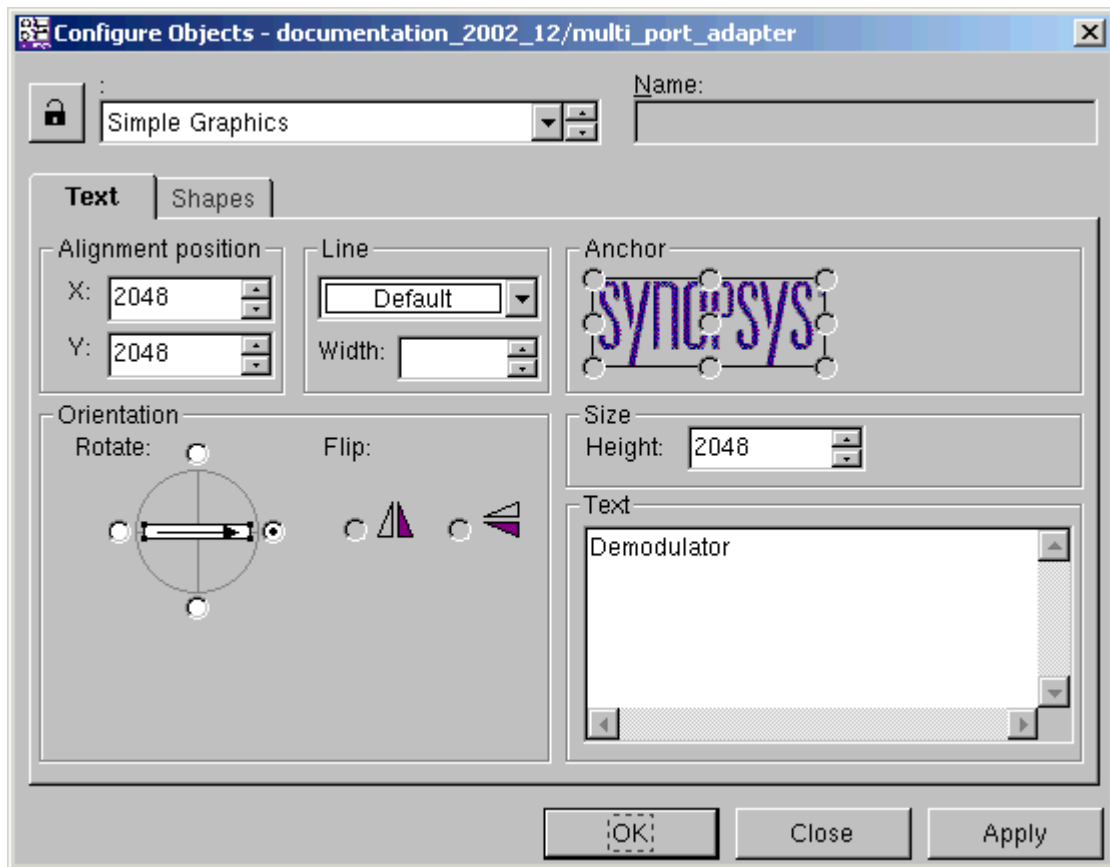 Configure Objects - documentation_2002_12/multi_port_adapter
:
Name:
Simple Graphics
Text
Shapes
Alignment position
X: 2048
Y: 2048
Line
Default
Width:
Anchor
SYNOPSYS
Orientation
Rotate:
Flip:
Size
Height: 2048
Text
Demodulator
OK
Close
Apply